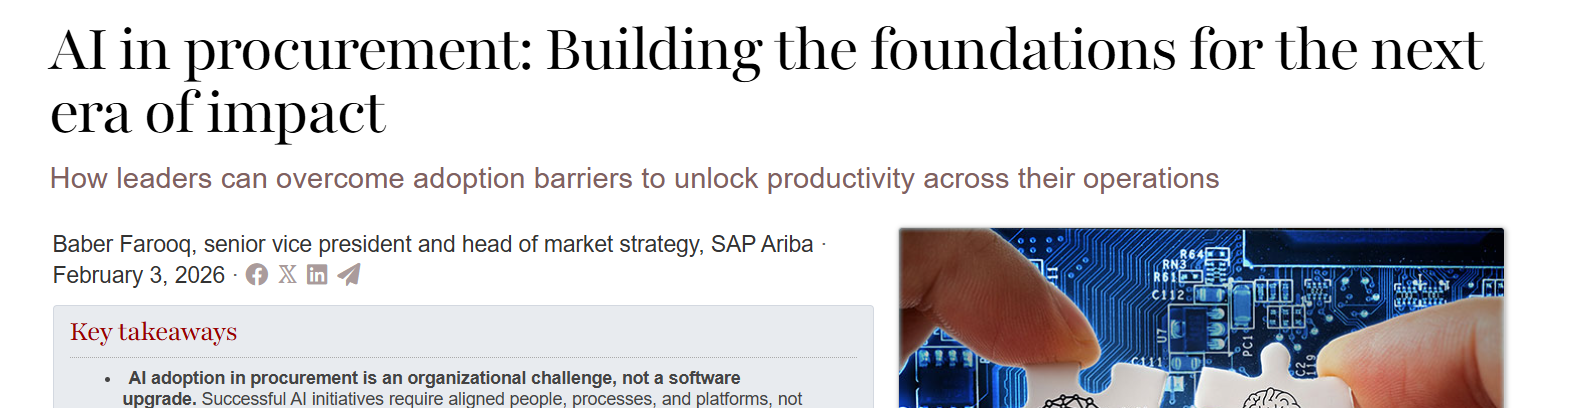 AI in procurement: Building the foundations for the next
era of impact
How leaders can overcome adoption barriers to unlock productivity across their operations
Baber Farooq, senior vice president and head of market strategy, SAP Ariba ·
February 3, 2026 ·
Key takeaways
• AI adoption in procurement is an organizational challenge, not a software
upgrade. Successful AI initiatives require aligned people, processes, and platforms, not
R64
RN3
R61
C112
U7
PC1
C111
C2
119
11